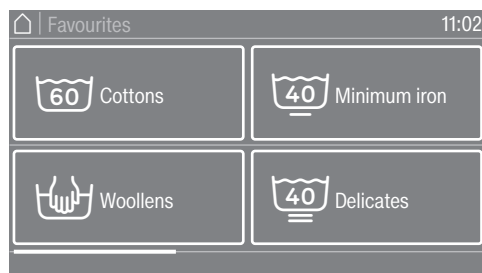 Favourites 11:02
60 Cottons
40 Minimum iron
Woollens
40 Delicates